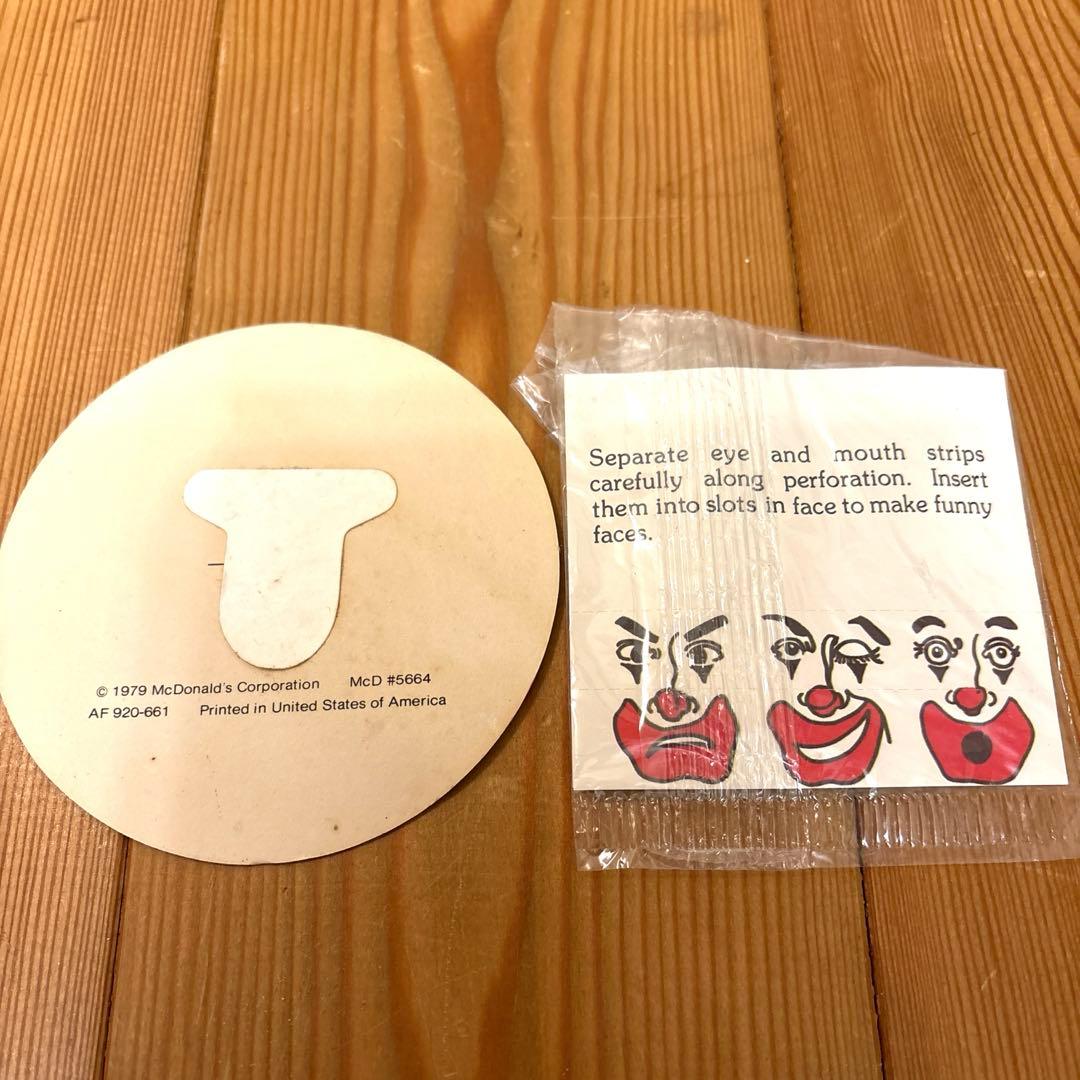 © 1979 McDonald's Corporation McD #5664
AF 920-661 Printed in United States of America
Separate eye and mouth strips
carefully along perforation. Insert
them into slots in face to make funny
faces.